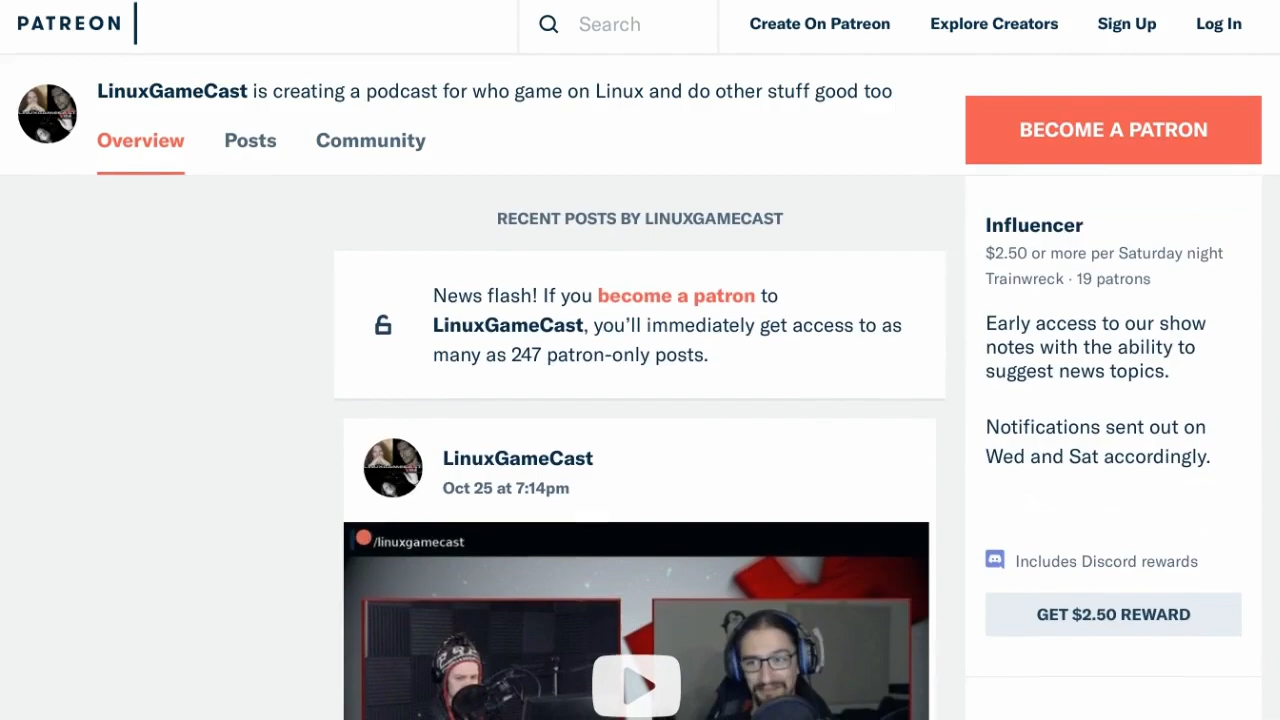 PATREON
Search
Create On Patreon
Explore Creators
Sign Up
Log In
LinuxGameCast is creating a podcast for who game on Linux and do other stuff good too
Overview
Posts
Community
BECOME A PATRON
RECENT POSTS BY LINUXGAMECAST
News flash! If you become a patron to
LinuxGameCast, you’ll immediately get access to as
many as 247 patron-only posts.
LinuxGameCast
Oct 25 at 7:14pm
/linuxgamecast
Influencer
$2.50 or more per Saturday night
Trainwreck · 19 patrons
Early access to our show
notes with the ability to
suggest news topics.
Notifications sent out on
Wed and Sat accordingly.
Includes Discord rewards
GET $2.50 REWARD